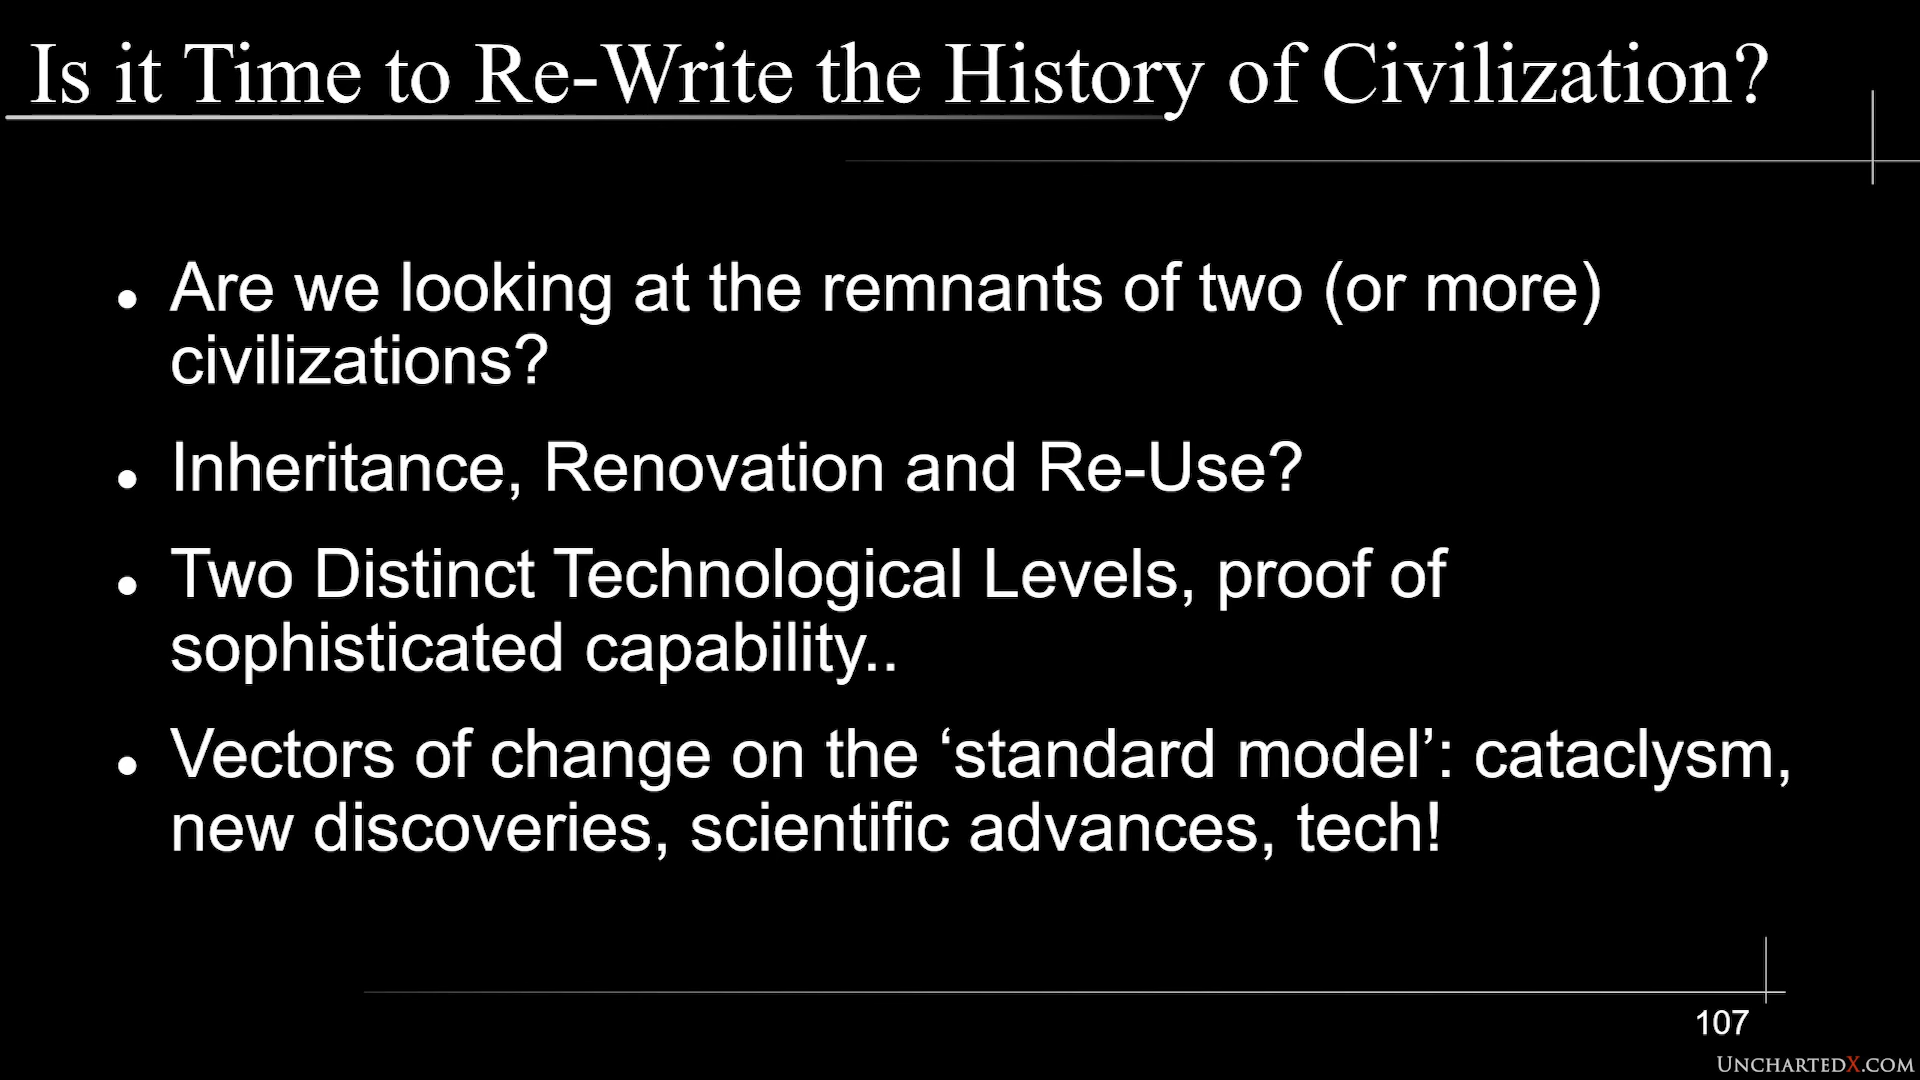 Is it Time to Re-Write the History of Civilization?
Are we looking at the remnants of two (or more)
civilizations?
Inheritance, Renovation and Re-Use?
Two Distinct Technological Levels, proof of
sophisticated capability..
Vectors of change on the ‘standard model’: cataclysm,
new discoveries, scientific advances, tech!
107
UNCHARTEDX.COM